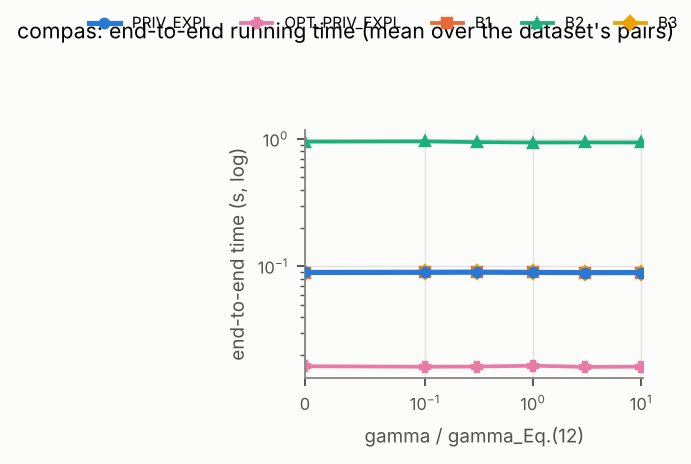 PRIV_EXPL OPT_PRIV_EXPL B1 B2 B3
compas: end-to-end running time (mean over the dataset's pairs)
end-to-end time (s, log)
10⁰
10⁻¹
0 10⁻¹ 10⁰ 10¹
gamma / gamma_Eq.(12)